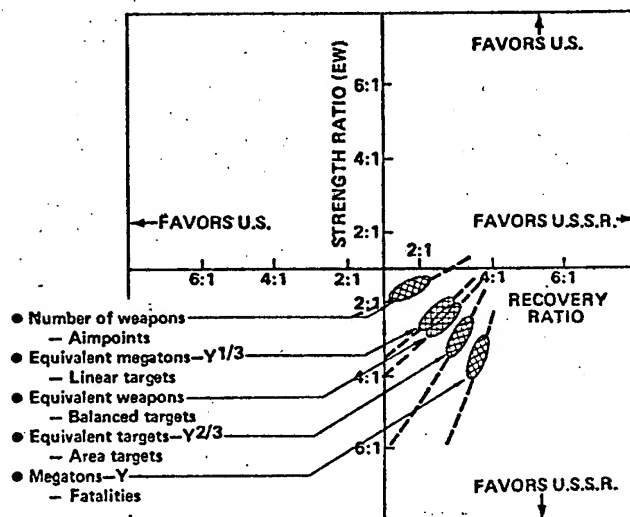 FAVORS U.S.
STRENGTH RATIO (EW)
6:1
4:1
2:1
FAVORS U.S.
FAVORS U.S.S.R.
6:1
4:1
2:1
2:1
4:1
6:1
RECOVERY
RATIO
2:1
4:1
6:1
● Number of weapons
— Aimpoints
● Equivalent megatons—Y1/3
— Linear targets
● Equivalent weapons
— Balanced targets
● Equivalent targets—Y2/3
— Area targets
● Megatons—Y
— Fatalities
FAVORS U.S.S.R.